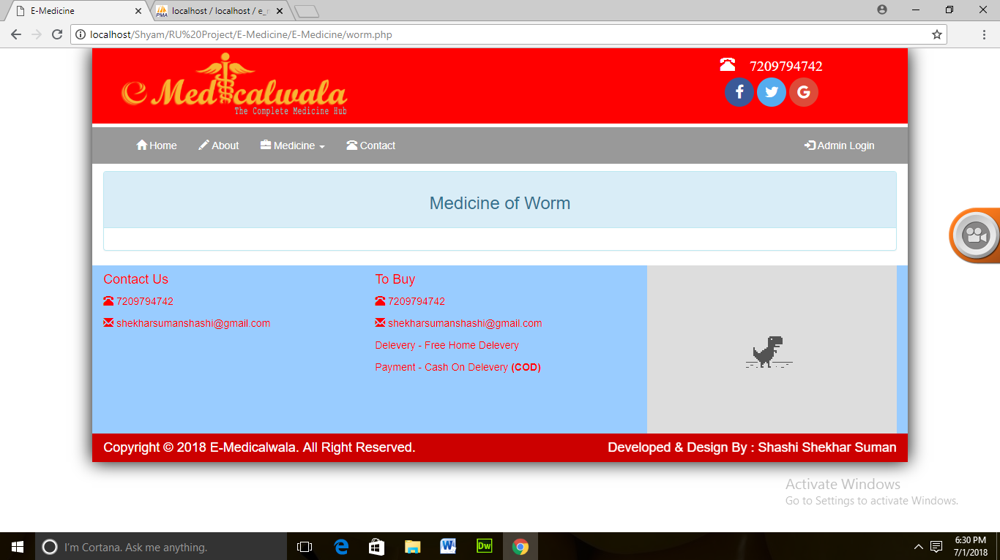 E-Medicine
PMA localhost / localhost / e_
localhost/Shyam/RU%20Project/E-Medicine/E-Medicine/worm.php
e Medicalwala
The Complete Medicine Hub
7209794742
f G
Home About Medicine Contact Admin Login
Medicine of Worm
Contact Us
7209794742
shekharsumanshashi@gmail.com
To Buy
7209794742
shekharsumanshashi@gmail.com
Delevery - Free Home Delevery
Payment - Cash On Delevery (COD)
Copyright © 2018 E-Medicalwala. All Right Reserved.
Developed & Design By : Shashi Shekhar Suman
Activate Windows
Go to Settings to activate Windows.
I'm Cortana. Ask me anything.
e W Dw
6:30 PM
7/1/2018